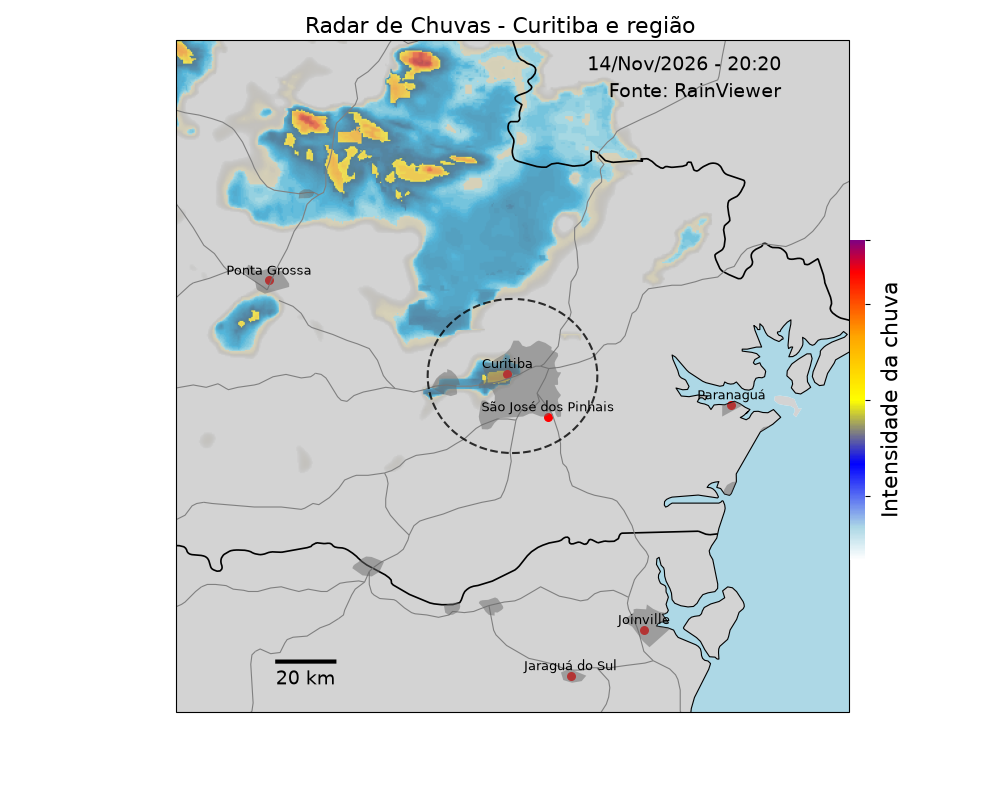 Radar de Chuvas - Curitiba e região
14/Nov/2026 - 20:20
Fonte: RainViewer
Ponta Grossa
Curitiba
São José dos Pinhais
Paranaguá
Intensidade da chuva
Joinville
Jaraguá do Sul
20 km